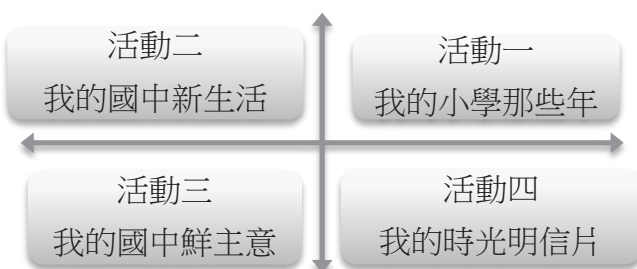 活動二
我的國中新生活
活動一
我的小學那些年
活動三
我的國中鮮主意
活動四
我的時光明信片